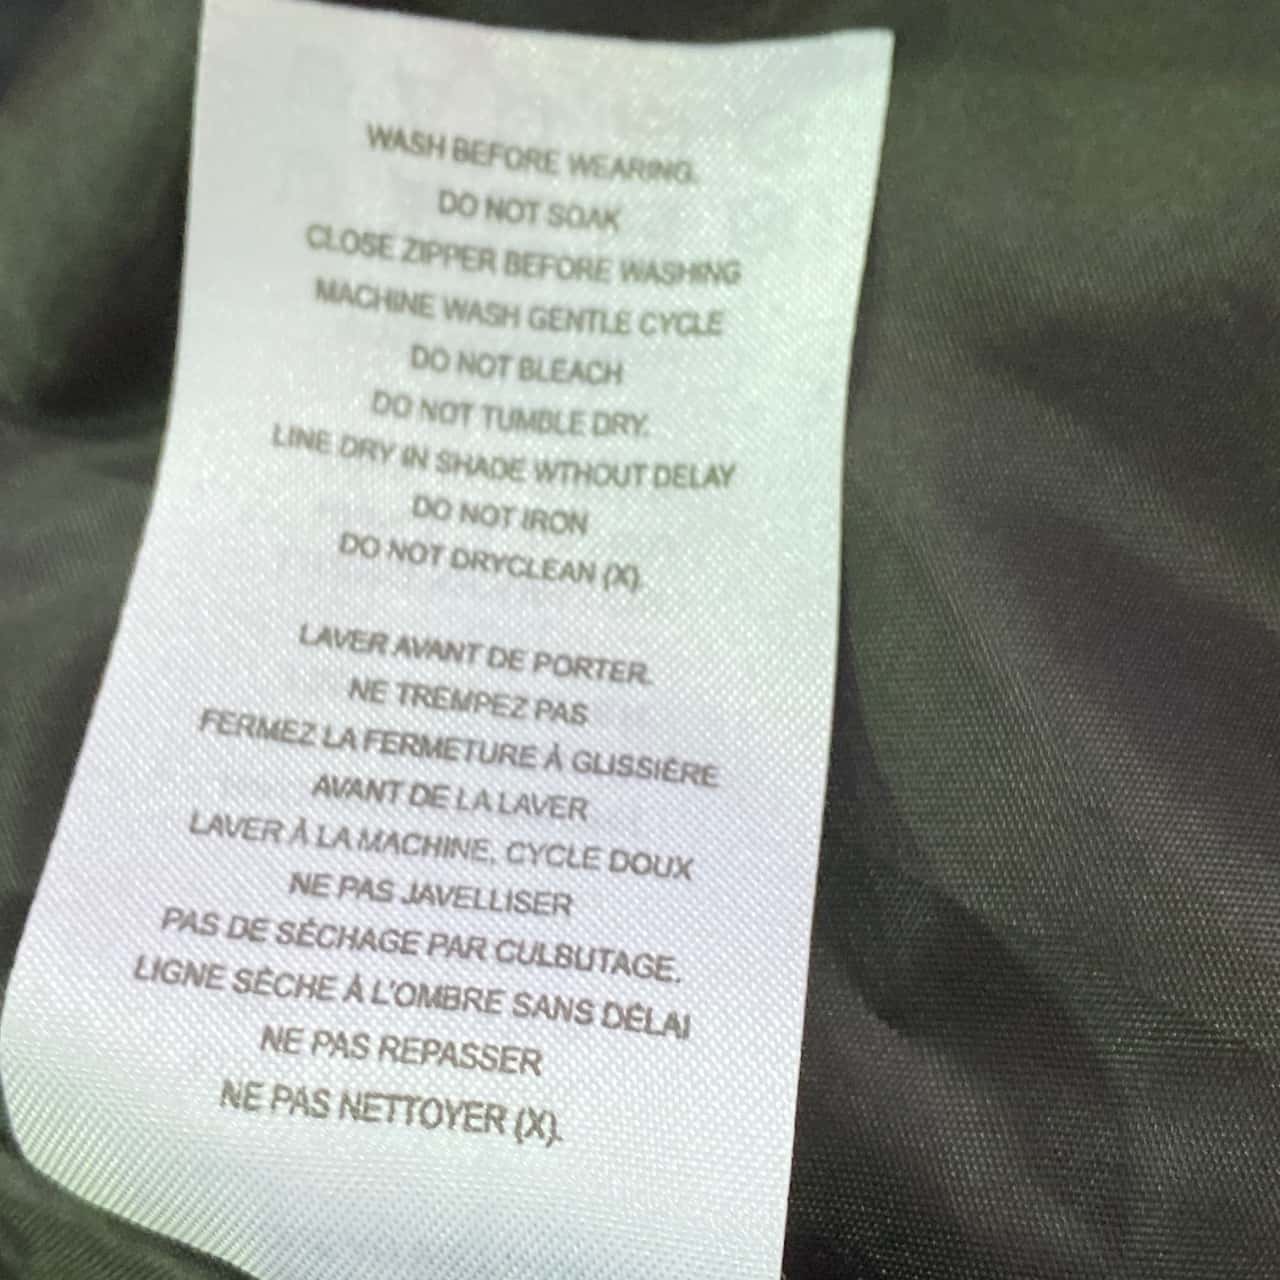 WASH BEFORE WEARING.
DO NOT SOAK
CLOSE ZIPPER BEFORE WASHING
MACHINE WASH GENTLE CYCLE
DO NOT BLEACH
DO NOT TUMBLE DRY.
LINE DRY IN SHADE WTHOUT DELAY
DO NOT IRON
DO NOT DRYCLEAN (X).
LAVER AVANT DE PORTER.
NE TREMPEZ PAS
FERMEZ LA FERMETURE À GLISSIÈRE
AVANT DE LA LAVER
LAVER À LA MACHINE, CYCLE DOUX
NE PAS JAVELLISER
PAS DE SÉCHAGE PAR CULBUTAGE.
LIGNE SÈCHE À L'OMBRE SANS DÉLAI
NE PAS REPASSER
NE PAS NETTOYER (X).